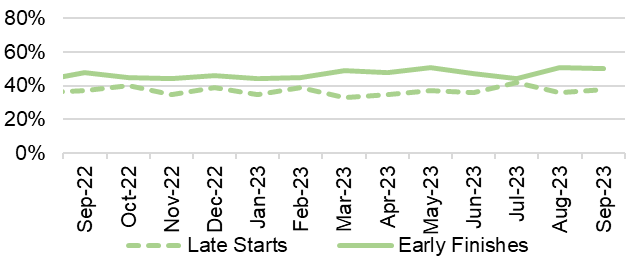 80%
60%
40%
20%
0%
Sep-22
Oct-22
Nov-22
Dec-22
Jan-23
Feb-23
Mar-23
Apr-23
May-23
Jun-23
Jul-23
Aug-23
Sep-23
Late Starts
Early Finishes